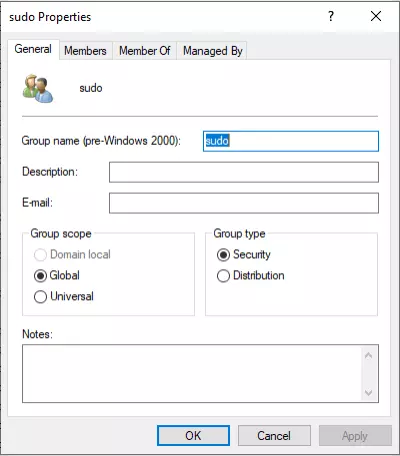 sudo Properties
?
General Members Member Of Managed By
sudo
Group name (pre-Windows 2000): sudo
Description:
E-mail:
Group scope Group type
Domain local Security
Global Distribution
Universal
Notes:
OK Cancel Apply